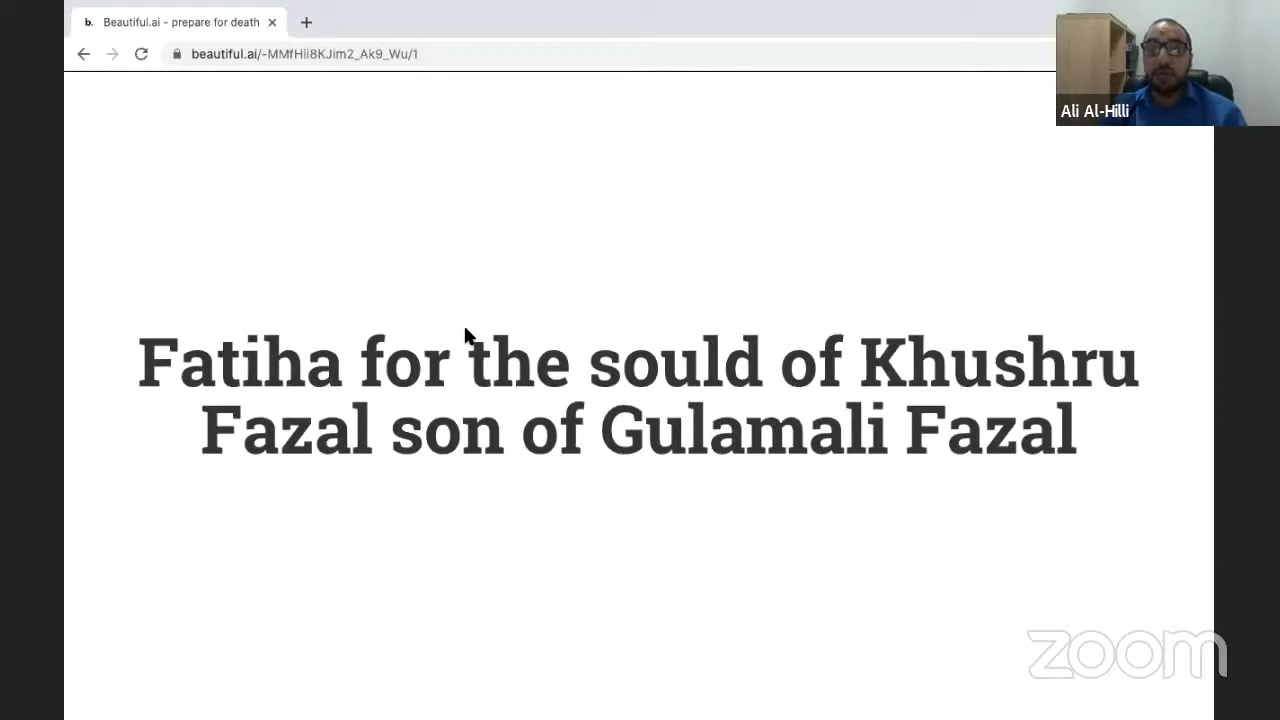 b. Beautiful.ai - prepare for death
beautiful.ai/-MMfHii8KJim2_Ak9_Wu/1
Ali Al-Hilli
Fatiha for the sould of Khushru
Fazal son of Gulamali Fazal
zoom